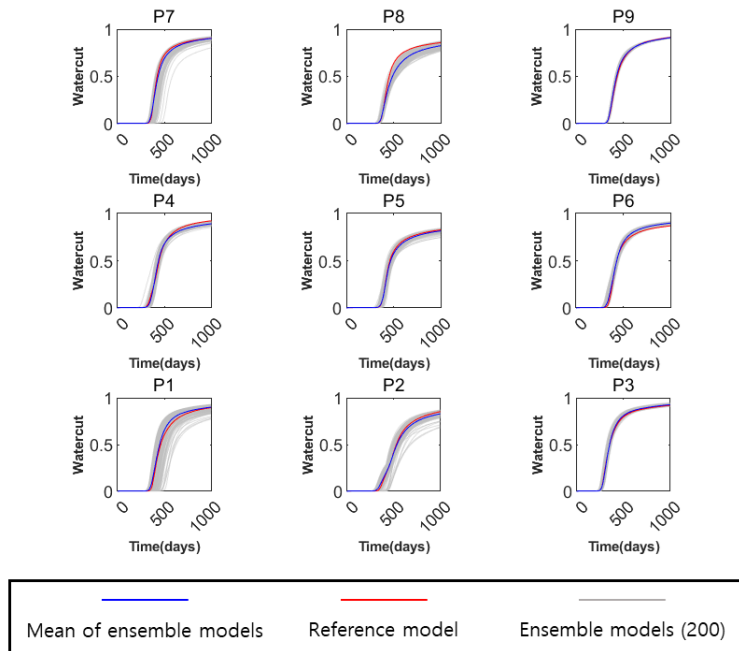 P7
P8
P9
Watercut
1
0.5
0
0
500
1000
Time(days)
Watercut
1
0.5
0
0
500
1000
Time(days)
Watercut
1
0.5
0
0
500
1000
Time(days)
P4
P5
P6
Watercut
1
0.5
0
0
500
1000
Time(days)
Watercut
1
0.5
0
0
500
1000
Time(days)
Watercut
1
0.5
0
0
500
1000
Time(days)
P1
P2
P3
Watercut
1
0.5
0
0
500
1000
Time(days)
Watercut
1
0.5
0
0
500
1000
Time(days)
Watercut
1
0.5
0
0
500
1000
Time(days)
Mean of ensemble models
Reference model
Ensemble models (200)